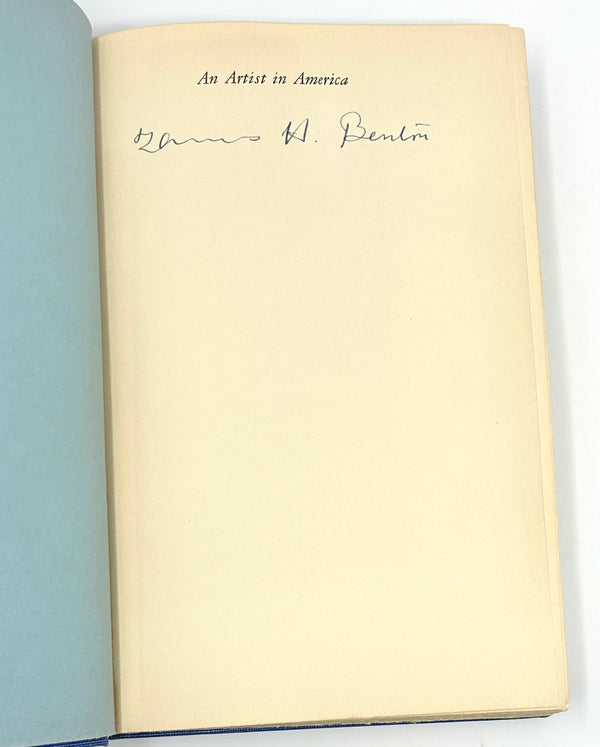 An Artist in America
Thomas H. Benton